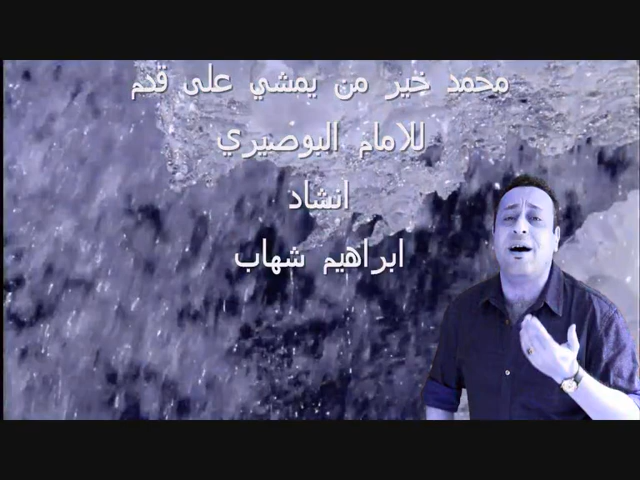 محمد خير من يمشي على قدم
للامام البوصيري
انشاد
ابراهيم شهاب